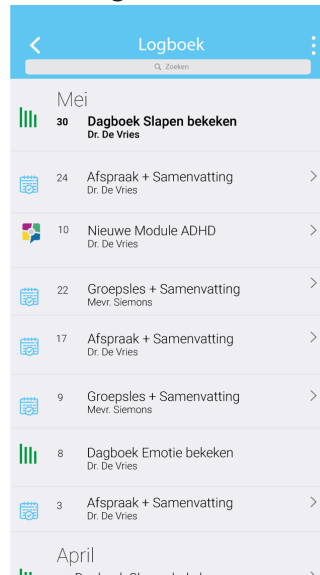 Logboek
Zoeken
Mei
30 Dagboek Slapen bekeken
Dr. De Vries
24 Afspraak + Samenvatting
Dr. De Vries
10 Nieuwe Module ADHD
Dr. De Vries
22 Groepsles + Samenvatting
Mevr. Siemons
17 Afspraak + Samenvatting
Dr. De Vries
9 Groepsles + Samenvatting
Mevr. Siemons
8 Dagboek Emotie bekeken
Dr. De Vries
3 Afspraak + Samenvatting
Dr. De Vries
April